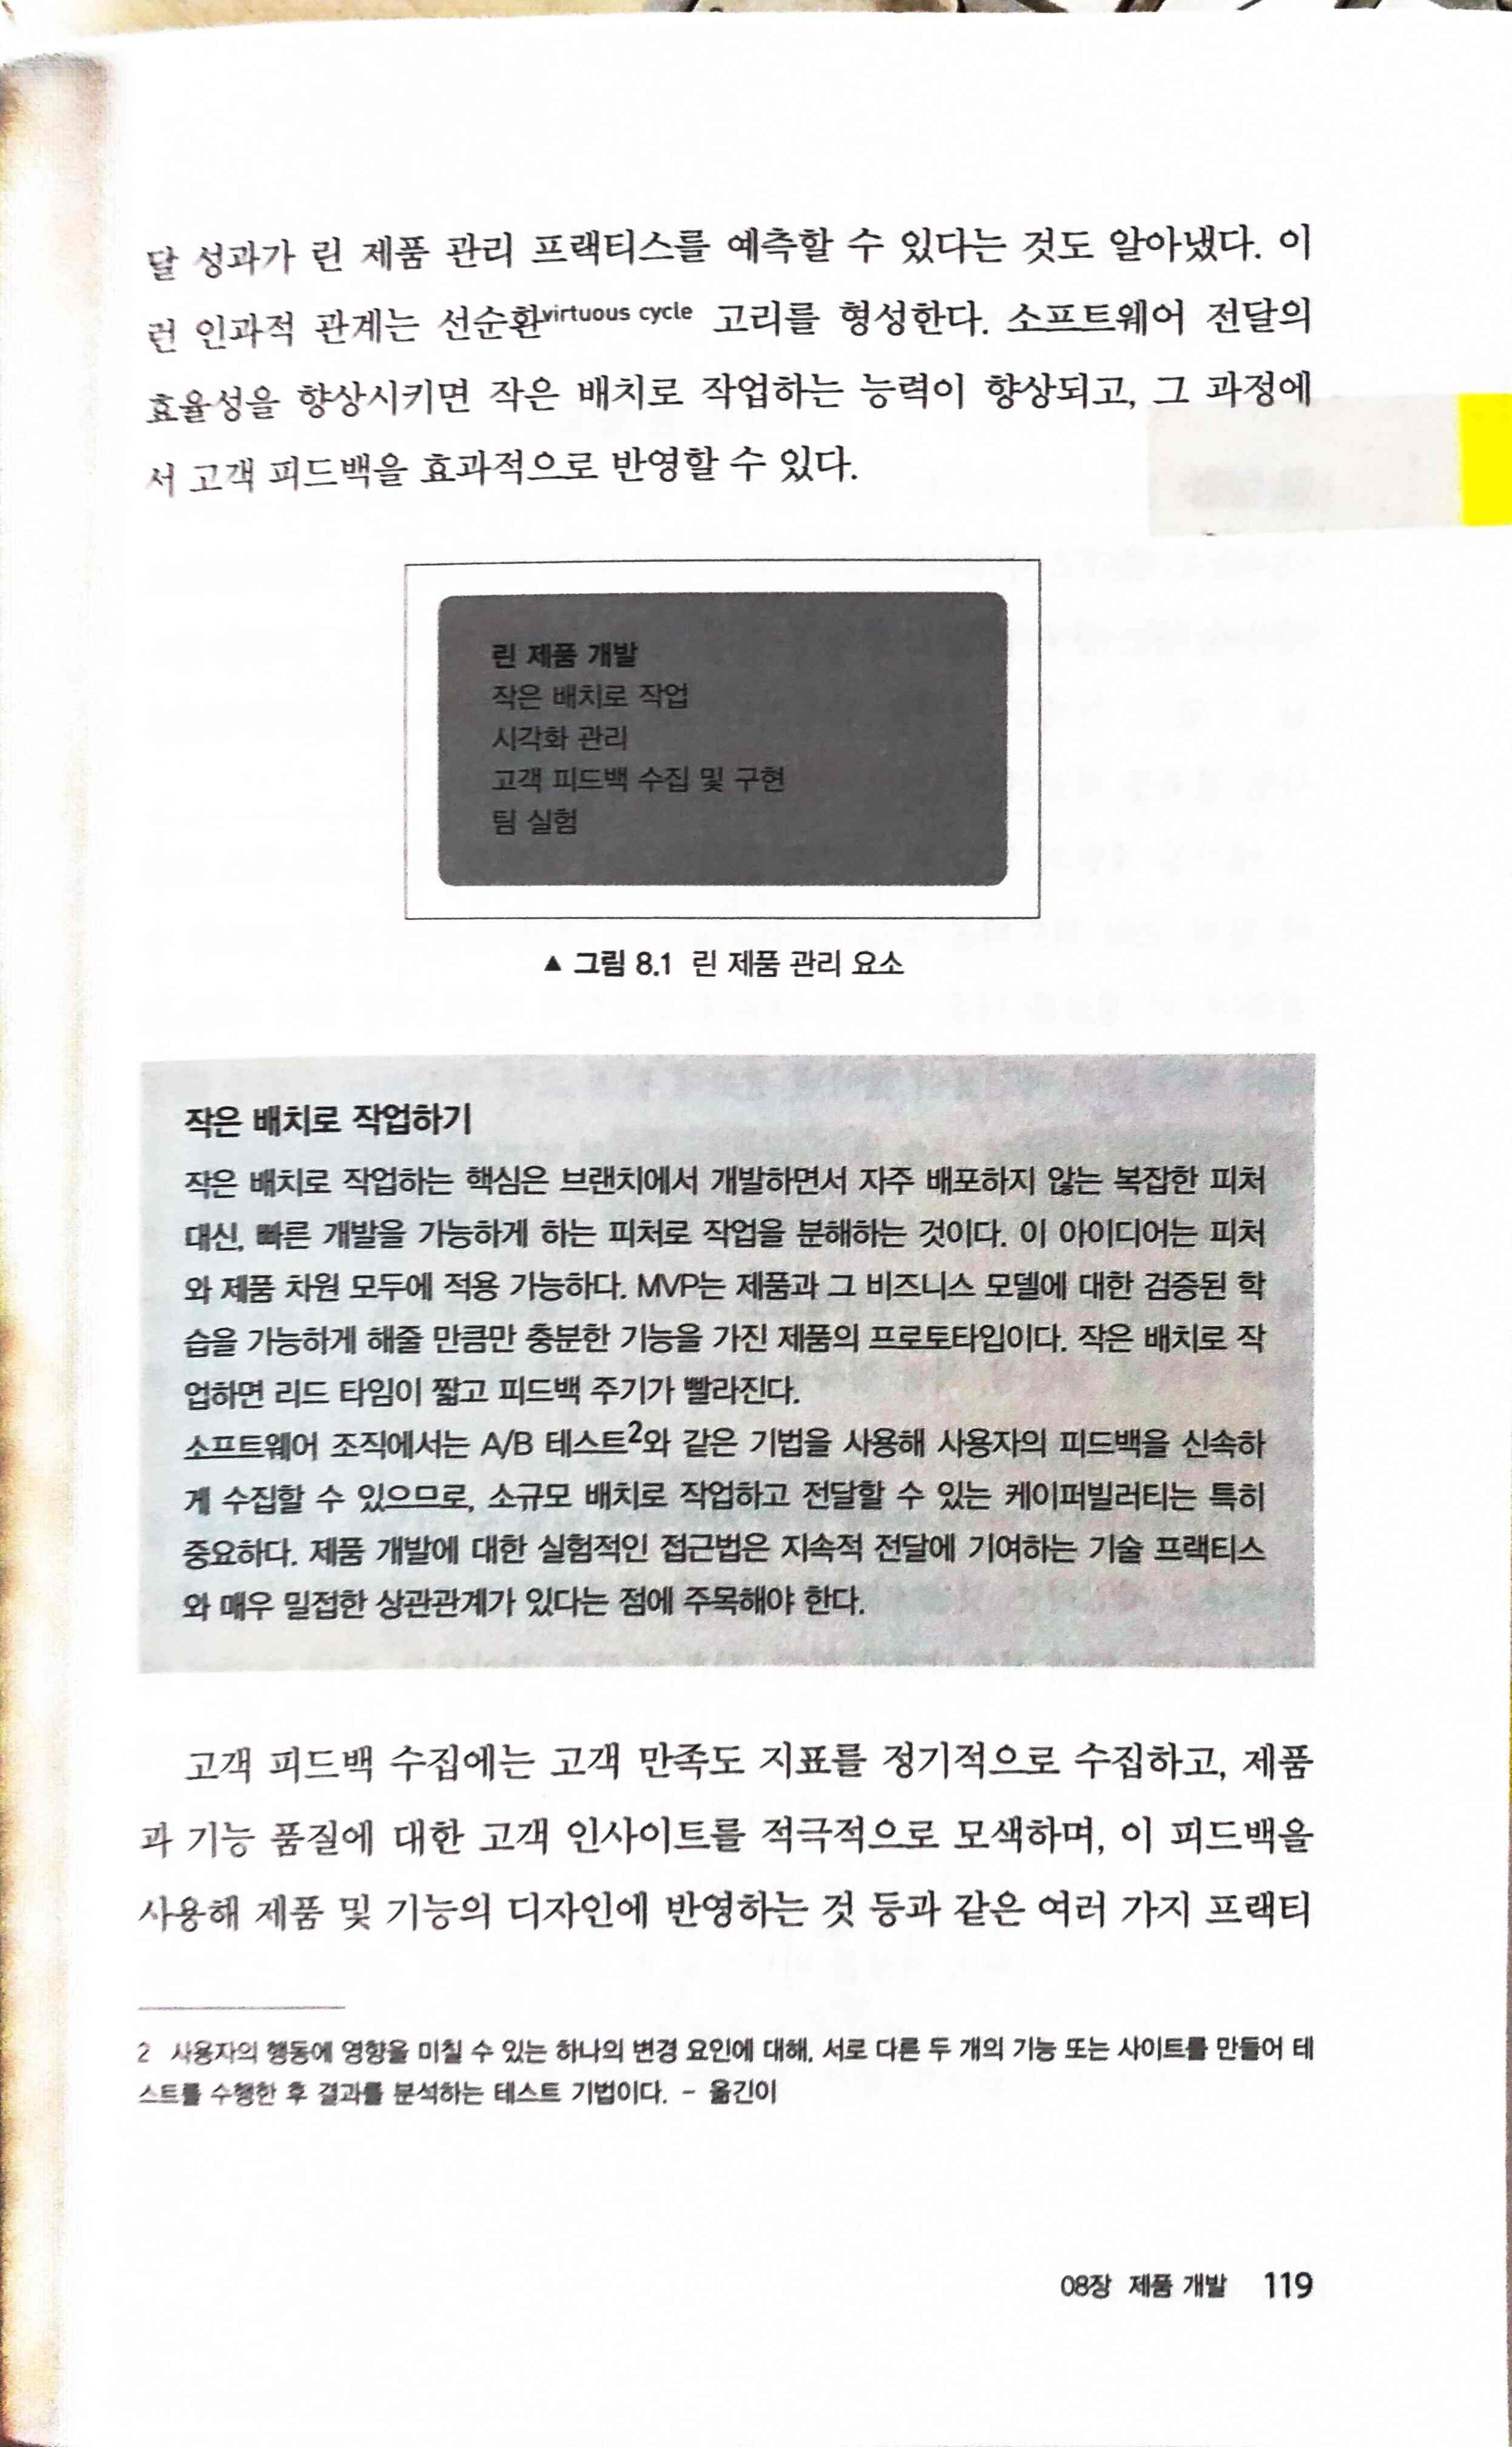 달 성과가 린 제품 관리 프랙티스를 예측할 수 있다는 것도 알아냈다. 이
런 인과적 관계는 선순환virtuous cycle 고리를 형성한다. 소프트웨어 전달의
효율성을 향상시키면 작은 배치로 작업하는 능력이 향상되고, 그 과정에
서 고객 피드백을 효과적으로 반영할 수 있다.
린 제품 개발
작은 배치로 작업
시각화 관리
고객 피드백 수집 및 구현
팀 실험
▲ 그림 8.1 린 제품 관리 요소
작은 배치로 작업하기
작은 배치로 작업하는 핵심은 브랜치에서 개발하면서 자주 배포하지 않는 복잡한 피처
대신, 빠른 개발을 가능하게 하는 피처로 작업을 분해하는 것이다. 이 아이디어는 피처
와 제품 차원 모두에 적용 가능하다. MVP는 제품과 그 비즈니스 모델에 대한 검증된 학
습을 가능하게 해줄 만큼만 충분한 기능을 가진 제품의 프로토타입이다. 작은 배치로 작
업하면 리드 타임이 짧고 피드백 주기가 빨라진다.
소프트웨어 조직에서는 A/B 테스트2와 같은 기법을 사용해 사용자의 피드백을 신속하
게 수집할 수 있으므로, 소규모 배치로 작업하고 전달할 수 있는 케이퍼빌러티는 특히
중요하다. 제품 개발에 대한 실험적인 접근법은 지속적 전달에 기여하는 기술 프랙티스
와 매우 밀접한 상관관계가 있다는 점에 주목해야 한다.
고객 피드백 수집에는 고객 만족도 지표를 정기적으로 수집하고, 제품
과 기능 품질에 대한 고객 인사이트를 적극적으로 모색하며, 이 피드백을
사용해 제품 및 기능의 디자인에 반영하는 것 등과 같은 여러 가지 프랙티
2 사용자의 행동에 영향을 미칠 수 있는 하나의 변경 요인에 대해, 서로 다른 두 개의 기능 또는 사이트를 만들어 테
스트를 수행한 후 결과를 분석하는 테스트 기법이다. – 옮긴이
08장 제품 개발 119